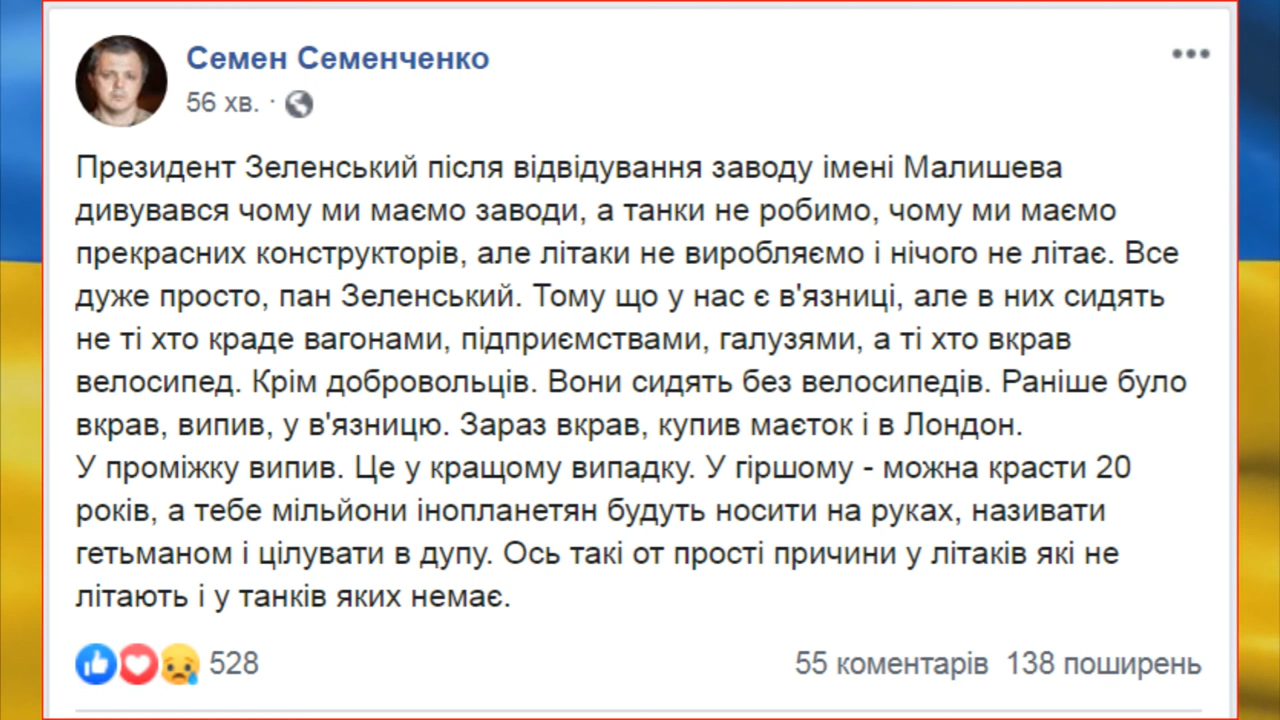 Семен Семенченко
56 хв. ·
Президент Зеленський після відвідування заводу імені Малишева
дивувався чому ми маємо заводи, а танки не робимо, чому ми маємо
прекрасних конструкторів, але літаки не виробляємо і нічого не літає. Все
дуже просто, пан Зеленський. Тому що у нас є в'язниці, але в них сидять
не ті хто краде вагонами, підприємствами, галузями, а ті хто вкрав
велосипед. Крім добровольців. Вони сидять без велосипедів. Раніше було
вкрав, випив, у в'язницю. Зараз вкрав, купив маєток і в Лондон.
У проміжку випив. Це у кращому випадку. У гіршому - можна красти 20
років, а тебе мільйони інопланетян будуть носити на руках, називати
гетьманом і цілувати в дупу. Ось такі от прості причини у літаків які не
літають і у танків яких немає.
528
55 коментарів 138 поширень